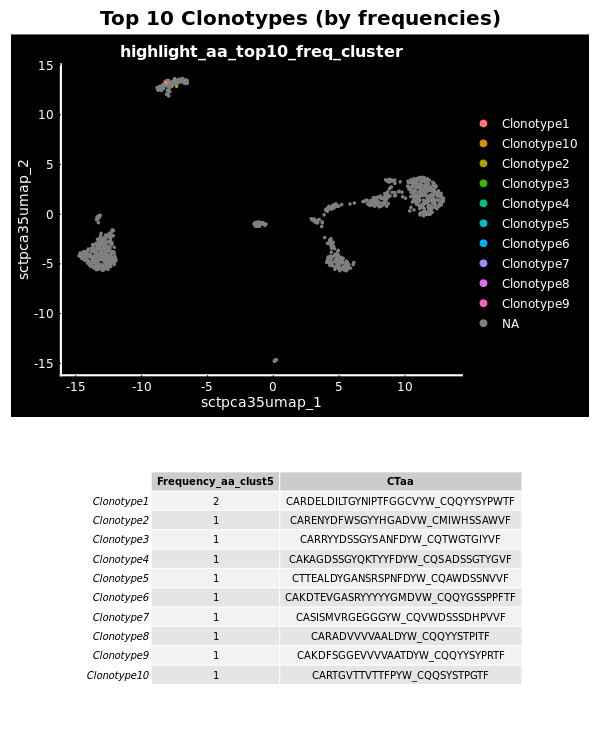 Top 10 Clonotypes (by frequencies)
highlight_aa_top10_freq_cluster
15
10
5
0
-5
-10
-15
sctpca35umap_2
-15
-10
-5
0
5
10
sctpca35umap_1
Clonotype1
Clonotype10
Clonotype2
Clonotype3
Clonotype4
Clonotype5
Clonotype6
Clonotype7
Clonotype8
Clonotype9
NA
Frequency_aa_clust5 CTaa
Clonotype1 2 CARDELDILTGYNIPTFGGCVYW_CQQYYSYPWTF
Clonotype2 1 CARENYDFWSGYYHGADVW_CMIWHSSAWVF
Clonotype3 1 CARRYYDSSGYSANFDYW_CQTWGTGIYVF
Clonotype4 1 CAKAGDSSGYQKTYYFDYW_CQSADSSGTYGVF
Clonotype5 1 CTTEALDYGANSRSPNFDYW_CQAWDSSNVVF
Clonotype6 1 CAKDTEVGASRYYYYYGMDVW_CQQYGSSPPFTF
Clonotype7 1 CASISMVRGEGGGYW_CQVWDSSSDHPVVF
Clonotype8 1 CARADVVVVAALDYW_CQQYYSTPITF
Clonotype9 1 CAKDFSGGEVVVVAATDYW_CQQYYSYPRTF
Clonotype10 1 CARTGVTTVTTFPYW_CQQSYSTPGTF